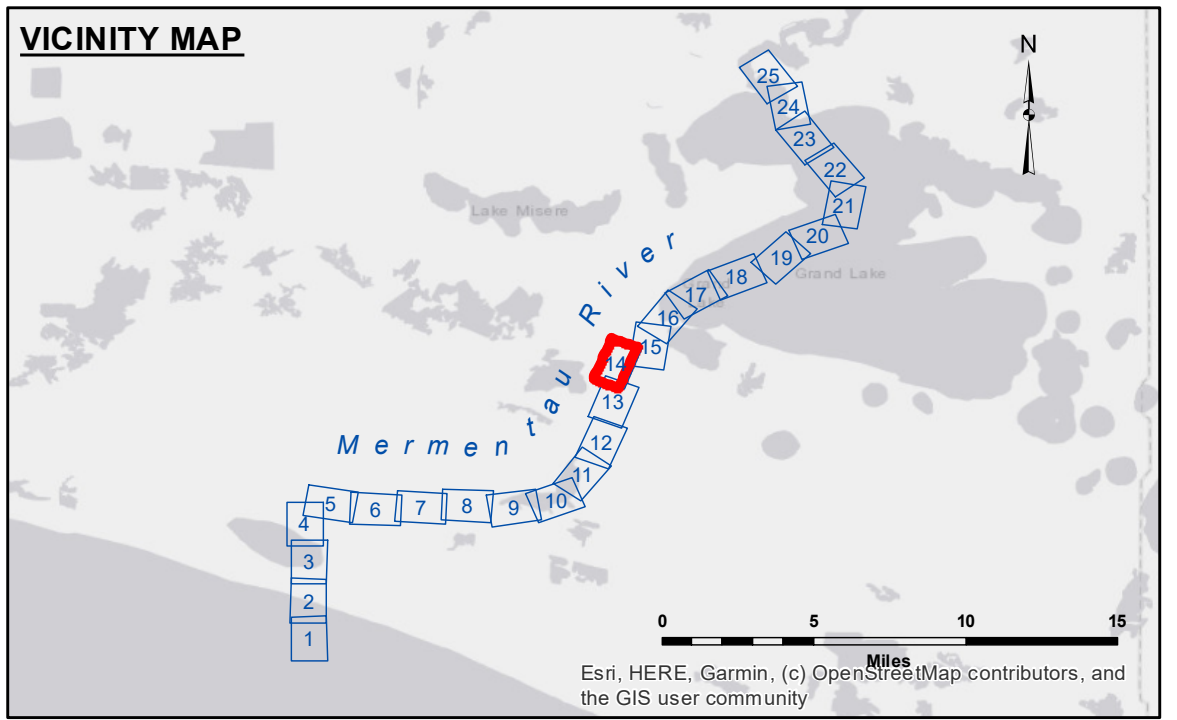 VICINITY MAP
N
25
24
23
22
21
20
19
18
17
16
15
14
13
12
11
10
9
8
7
6
5
4
3
2
1
Lake Misere
Grand Lake
Mermentau River
0 5 10 15
Miles
Esri, HERE, Garmin, (c) OpenStreetMap contributors, and
the GIS user community